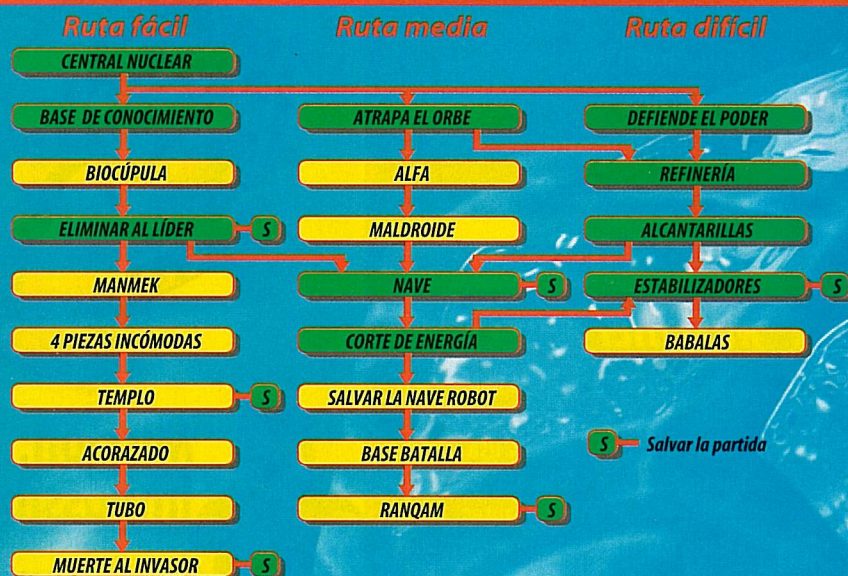 Ruta fácil
CENTRAL NUCLEAR
BASE DE CONOCIMIENTO
BIOCÚPULA
ELIMINAR AL LÍDER S
MANMEK
4 PIEZAS INCÓMODAS
TEMPLO S
ACORAZADO
TUBO
MUERTE AL INVASOR S
Ruta media
ATRAPA EL ORBE
ALFA
MALDROIDE
NAVE S
CORTE DE ENERGÍA
SALVAR LA NAVE ROBOT
BASE BATALLA
RANQAM S
Ruta difícil
DEFIENDE EL PODER
REFINERÍA
ALCANTARILLAS
ESTABILIZADORES S
BABALAS
S Salvar la partida